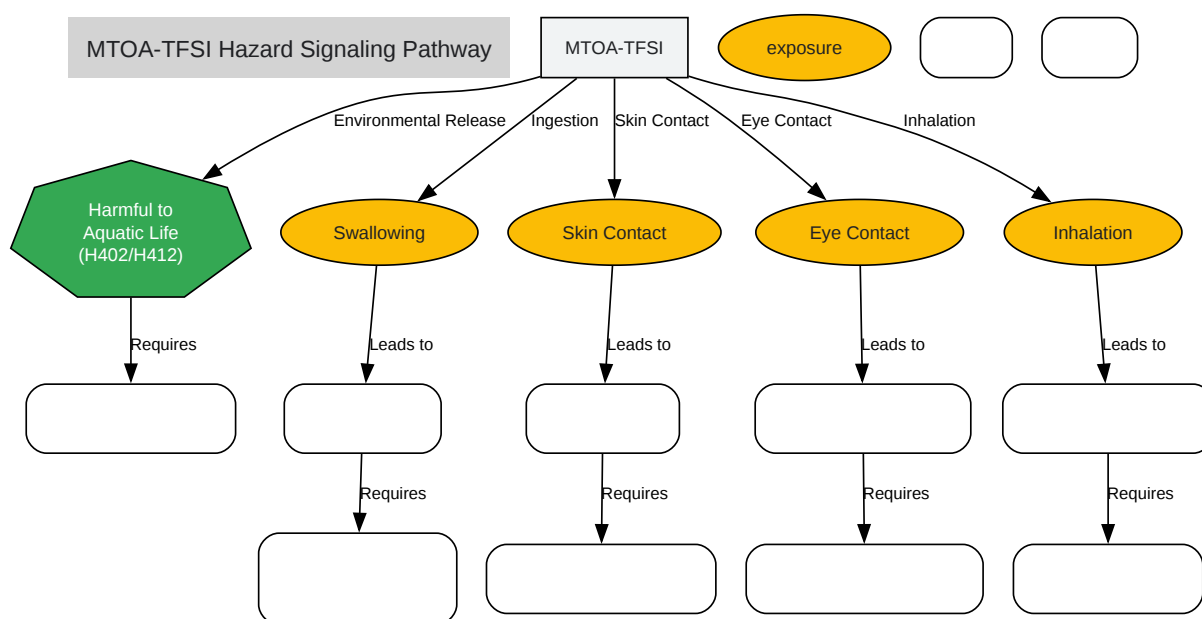 MTOA-TFSI Hazard Signaling Pathway
MTOA-TFSI
exposure
Environmental Release
Ingestion
Skin Contact
Eye Contact
Inhalation
Harmful to
Aquatic Life
(H402/H412)
Swallowing
Skin Contact
Eye Contact
Inhalation
Requires
Leads to
Leads to
Leads to
Leads to
Requires
Requires
Requires
Requires